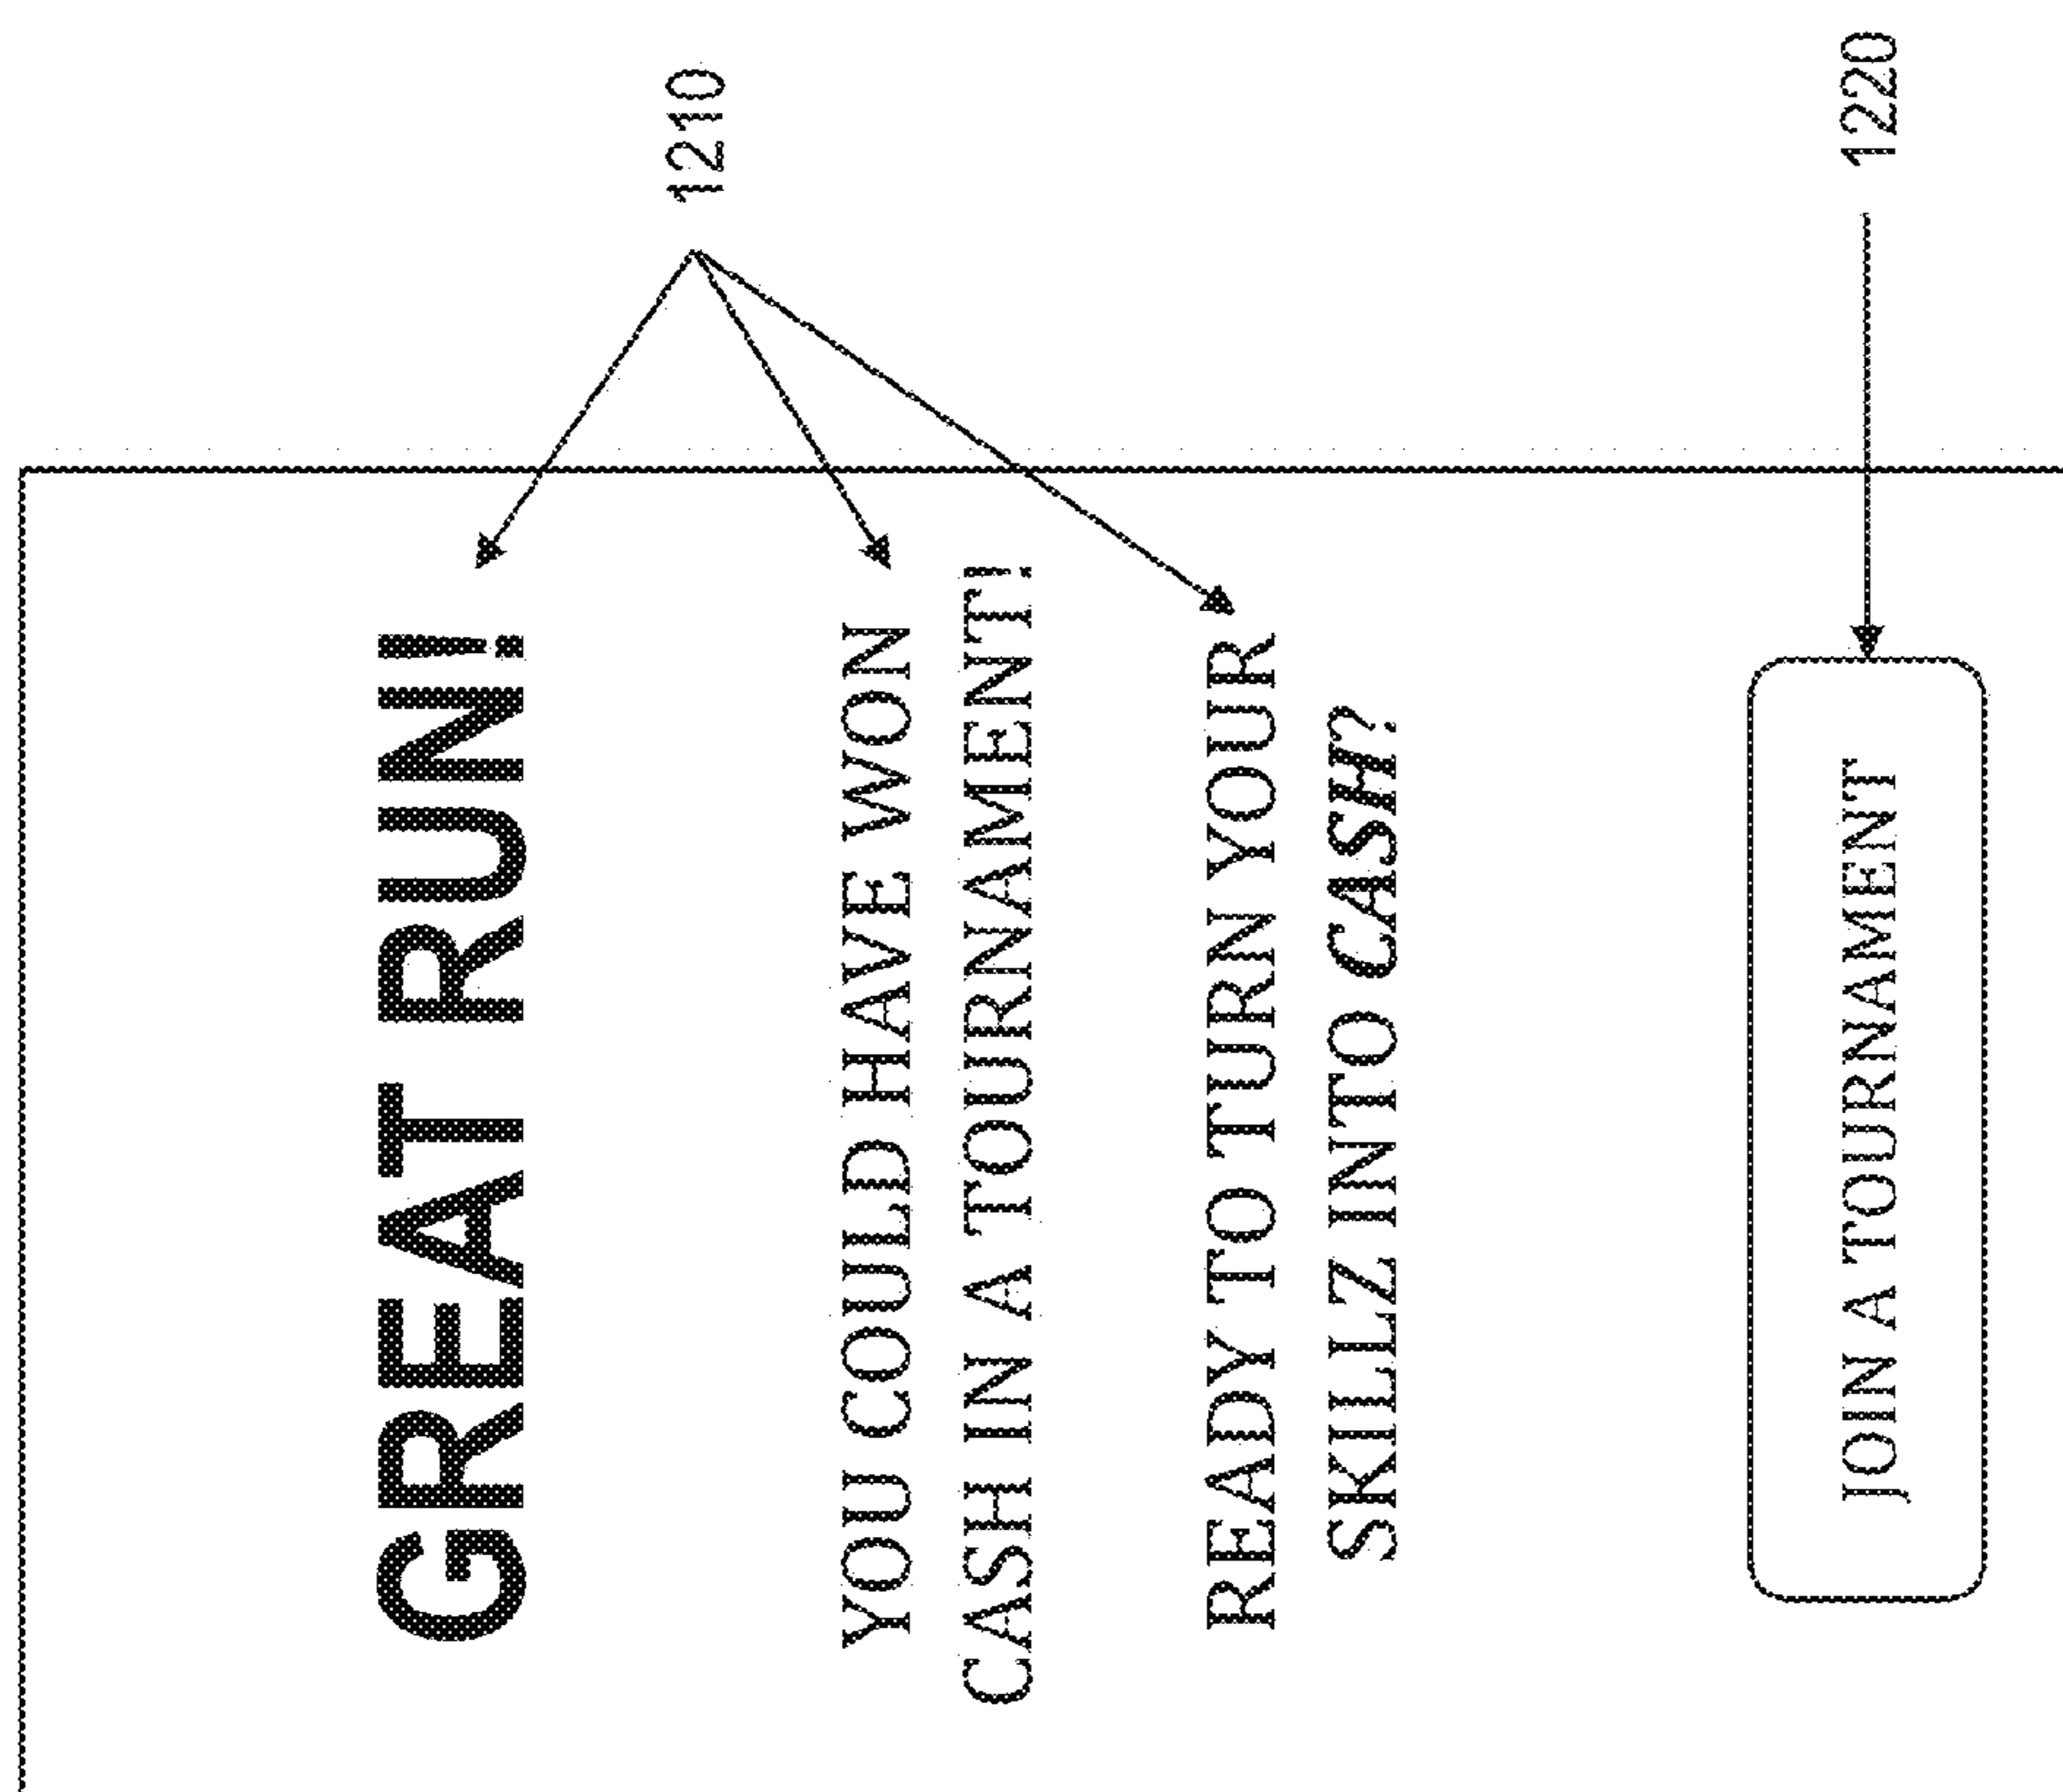 GREAT RUN!
1210
YOU COULD HAVE WON
CASH IN A TOURNAMENT!
READY TO TURN YOUR
SKILLZ INTO CASH?
JOIN A TOURNAMENT
1220